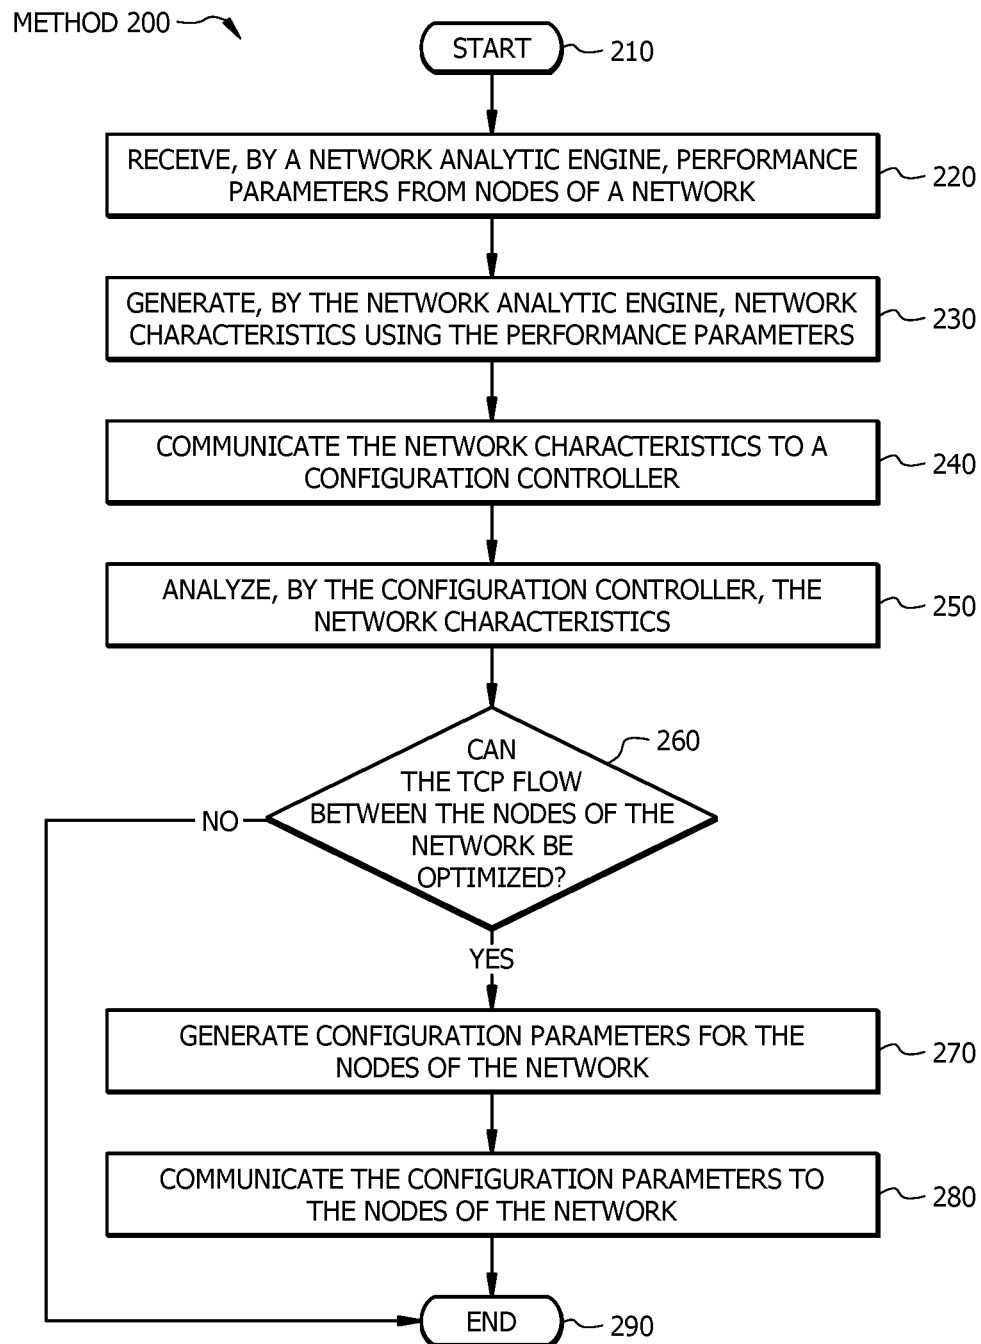 METHOD 200
START
210
RECEIVE, BY A NETWORK ANALYTIC ENGINE, PERFORMANCE
PARAMETERS FROM NODES OF A NETWORK
220
GENERATE, BY THE NETWORK ANALYTIC ENGINE, NETWORK
CHARACTERISTICS USING THE PERFORMANCE PARAMETERS
230
COMMUNICATE THE NETWORK CHARACTERISTICS TO A
CONFIGURATION CONTROLLER
240
ANALYZE, BY THE CONFIGURATION CONTROLLER, THE
NETWORK CHARACTERISTICS
250
CAN
THE TCP FLOW
BETWEEN THE NODES OF THE
NETWORK BE
OPTIMIZED?
260
NO
YES
GENERATE CONFIGURATION PARAMETERS FOR THE
NODES OF THE NETWORK
270
COMMUNICATE THE CONFIGURATION PARAMETERS TO
THE NODES OF THE NETWORK
280
END
290